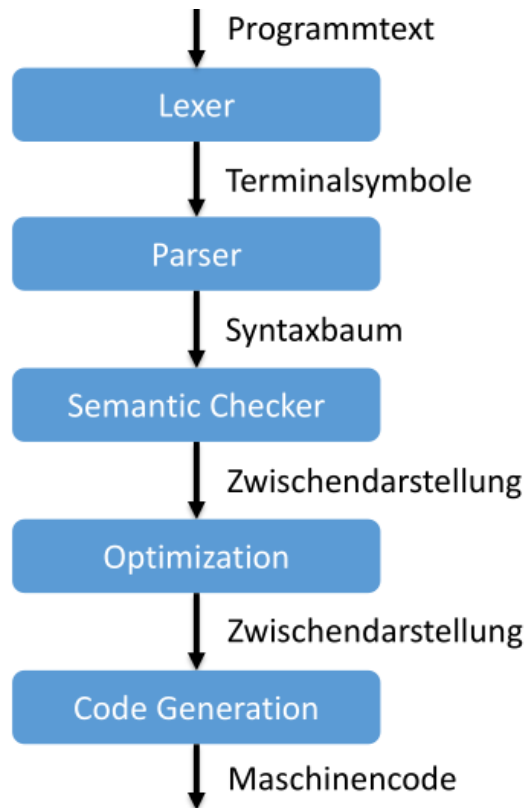 Programmtext
Lexer
Terminalsymbole
Parser
Syntaxbaum
Semantic Checker
Zwischendarstellung
Optimization
Zwischendarstellung
Code Generation
Maschinencode